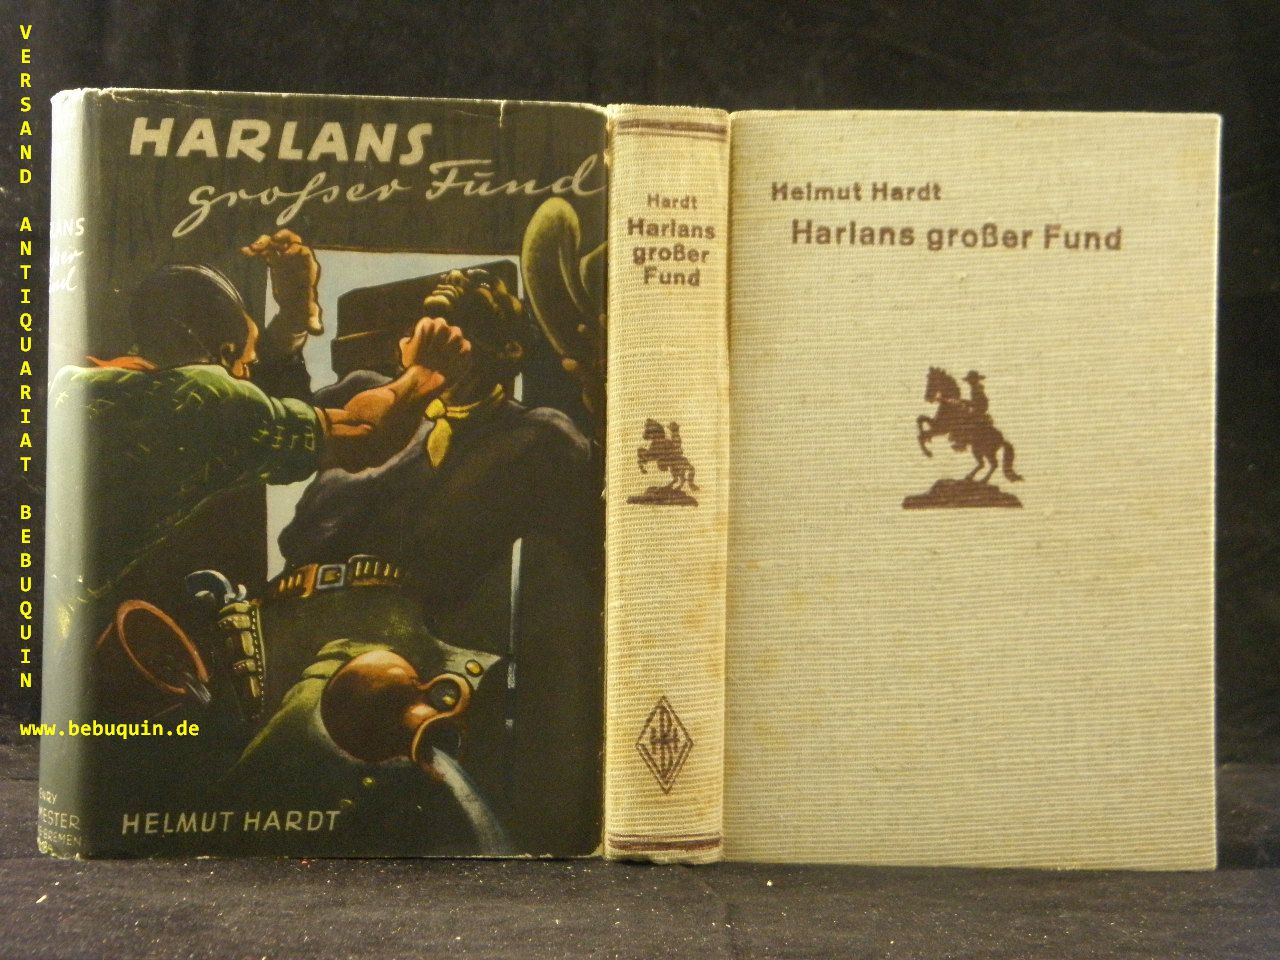 VERSAND ANTIQUARIAT BEBUQUIN
www.bebuquin.de
HARLANS
großer Fund
HELMUT HARDT
BREMEN
Hardt
Harlans
großer
Fund
Helmut Hardt
Harlans großer Fund